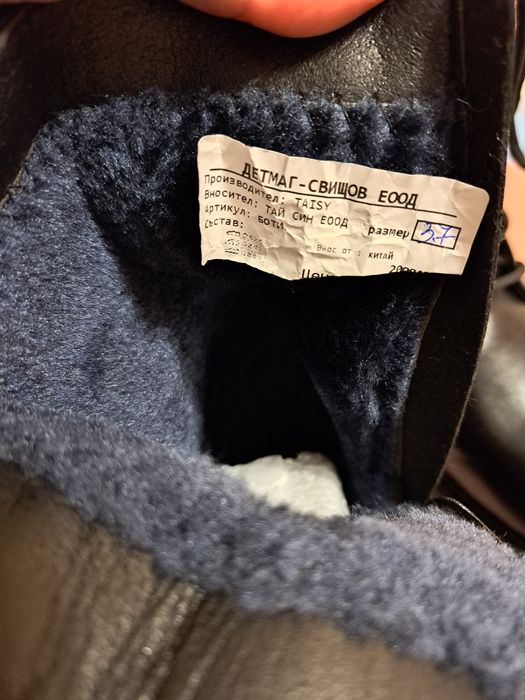 ДЕТМАГ-СВИЩОВ ЕООД
Производител: TAISY
Вносител: ТАЙ СИН ЕООД
Артикул: БОТИ размер 37
Състав:
Внос от : КИТАЙ